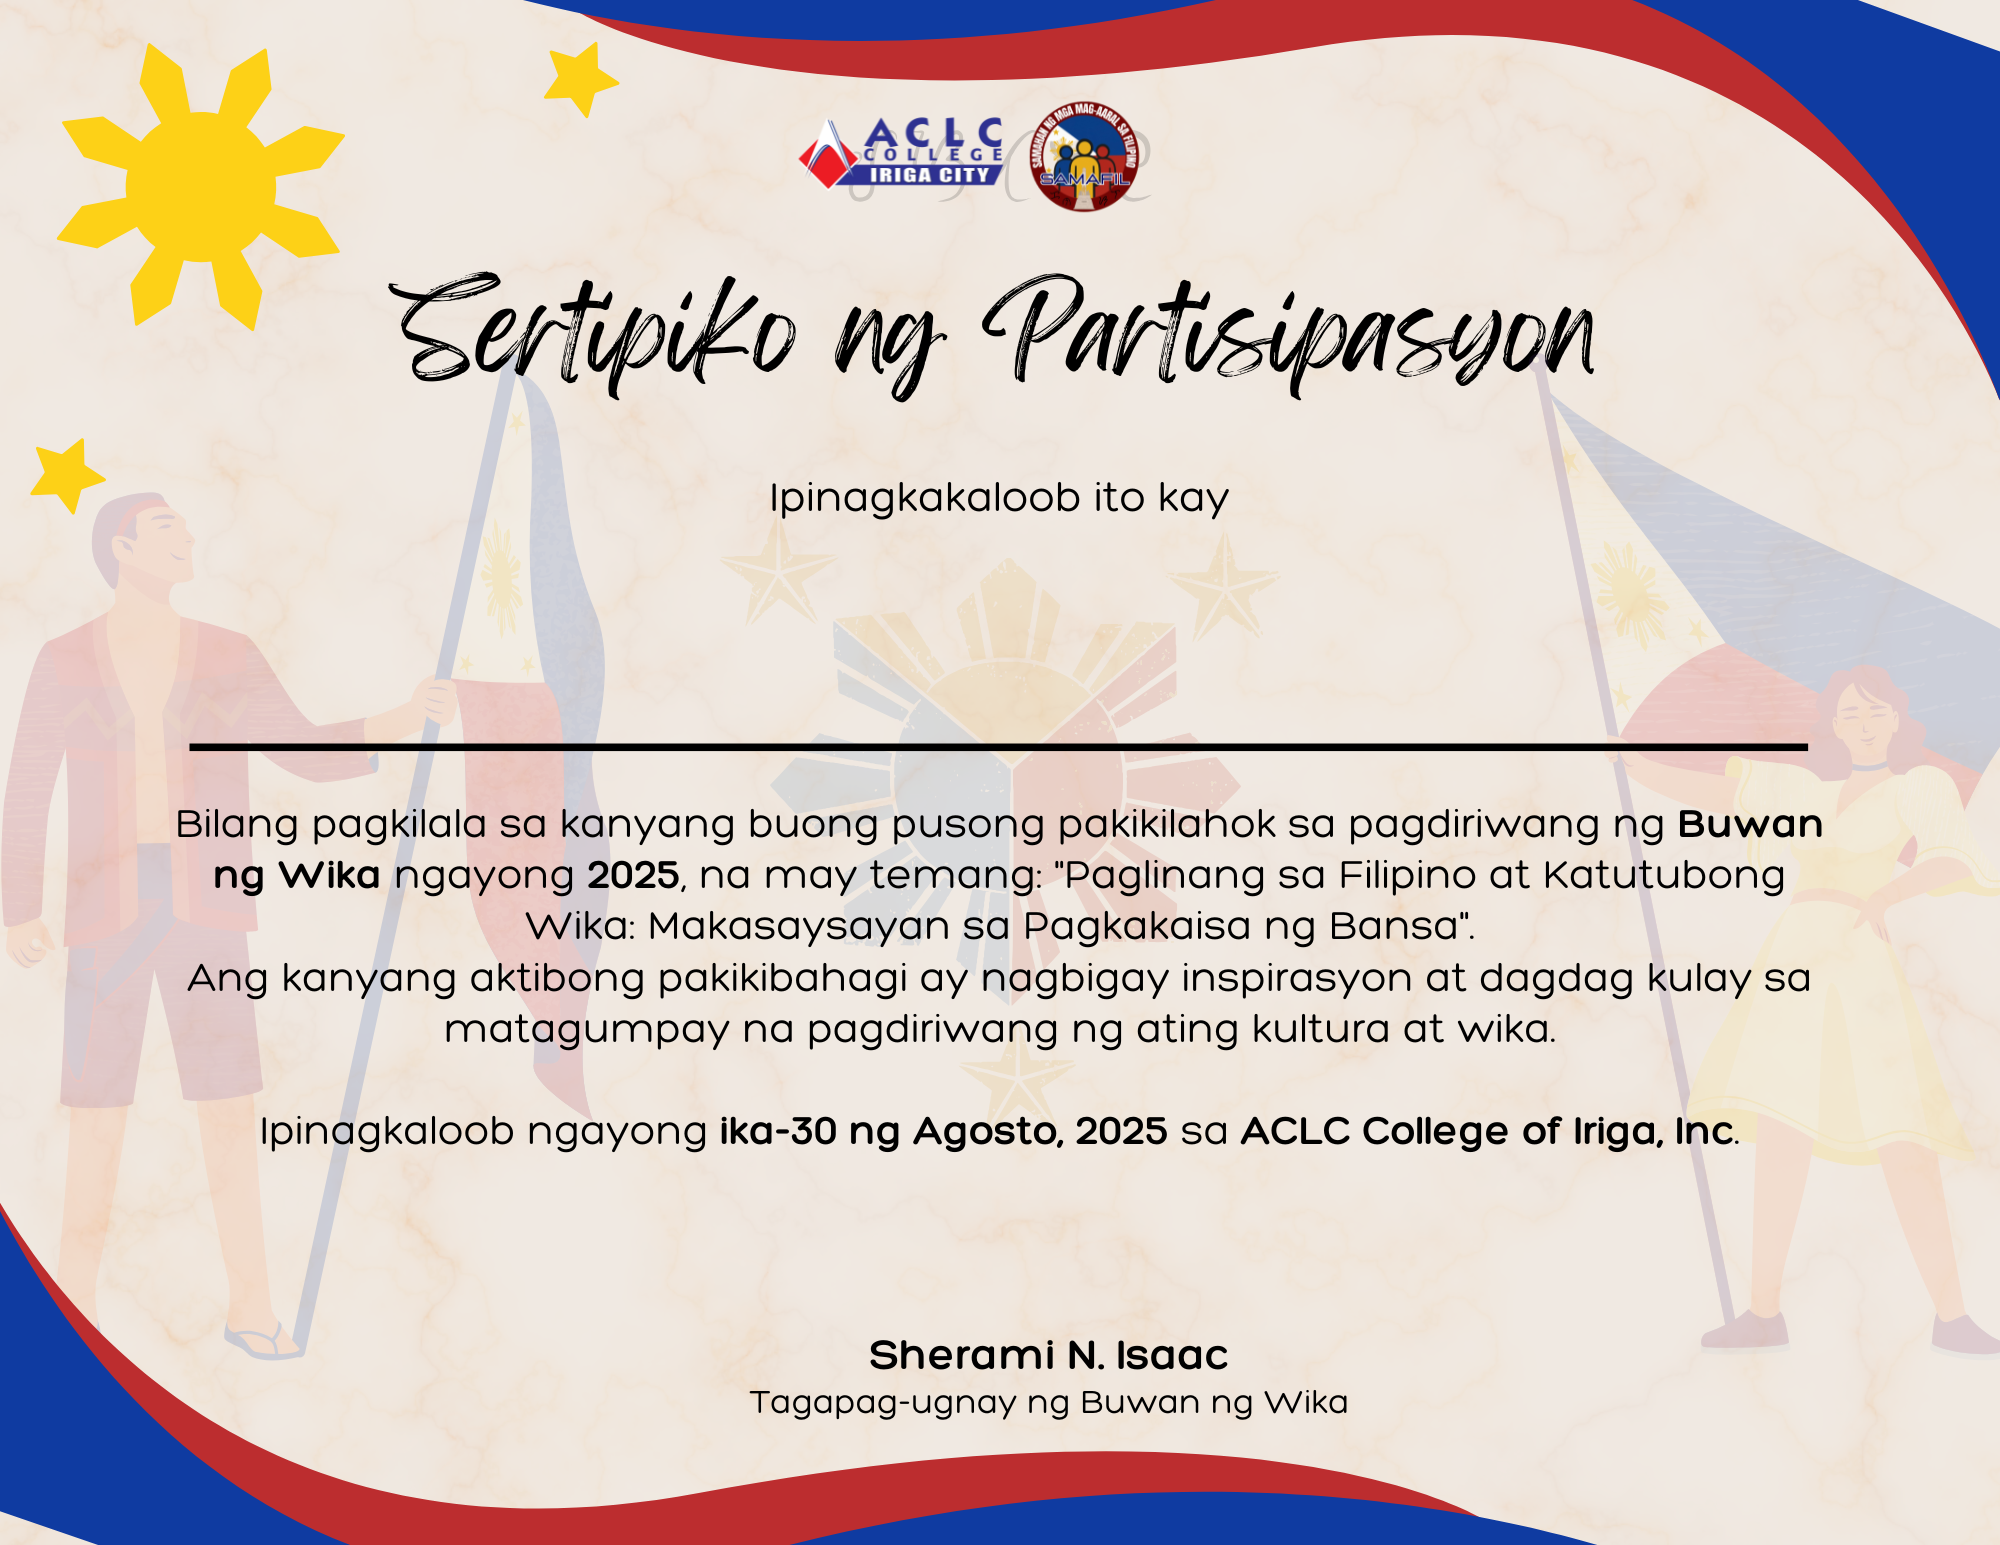 ACLC
COLLEGE
IRIGA CITY
SAMAHAN NG MGA MAG-AARAL SA FILIPINO
SAMAFIL
Sertipiko ng Partisipasyon
Ipinagkakaloob ito kay
Bilang pagkilala sa kanyang buong pusong pakikilahok sa pagdiriwang ng Buwan
ng Wika ngayong 2025, na may temang: "Paglinang sa Filipino at Katutubong
Wika: Makasaysayan sa Pagkakaisa ng Bansa".
Ang kanyang aktibong pakikibahagi ay nagbigay inspirasyon at dagdag kulay sa
matagumpay na pagdiriwang ng ating kultura at wika.
Ipinagkaloob ngayong ika-30 ng Agosto, 2025 sa ACLC College of Iriga, Inc.
Sherami N. Isaac
Tagapag-ugnay ng Buwan ng Wika